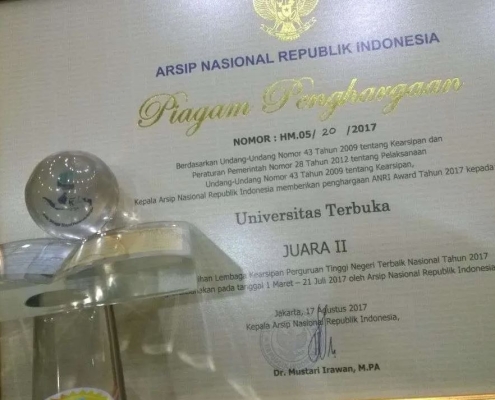 ARSIP NASIONAL REPUBLIK INDONESIA
Piagam Penghargaan
NOMOR : HM.05/ 20 /2017
Berdasarkan Undang-Undang Nomor 43 Tahun 2009 tentang Kearsipan dan
Peraturan Pemerintah Nomor 28 Tahun 2012 tentang Pelaksanaan
Undang-Undang Nomor 43 Tahun 2009 tentang Kearsipan,
Kepala Arsip Nasional Republik Indonesia memberikan penghargaan ANRI Award Tahun 2017 kepada
Universitas Terbuka
JUARA II
Lembaga Kearsipan Perguruan Tinggi Negeri Terbaik Nasional Tahun 2017
pada tanggal 1 Maret – 21 Juli 2017 oleh Arsip Nasional Republik Indonesia
Jakarta, 17 Agustus 2017
Kepala Arsip Nasional Republik Indonesia,
Dr. Mustari Irawan, M.PA